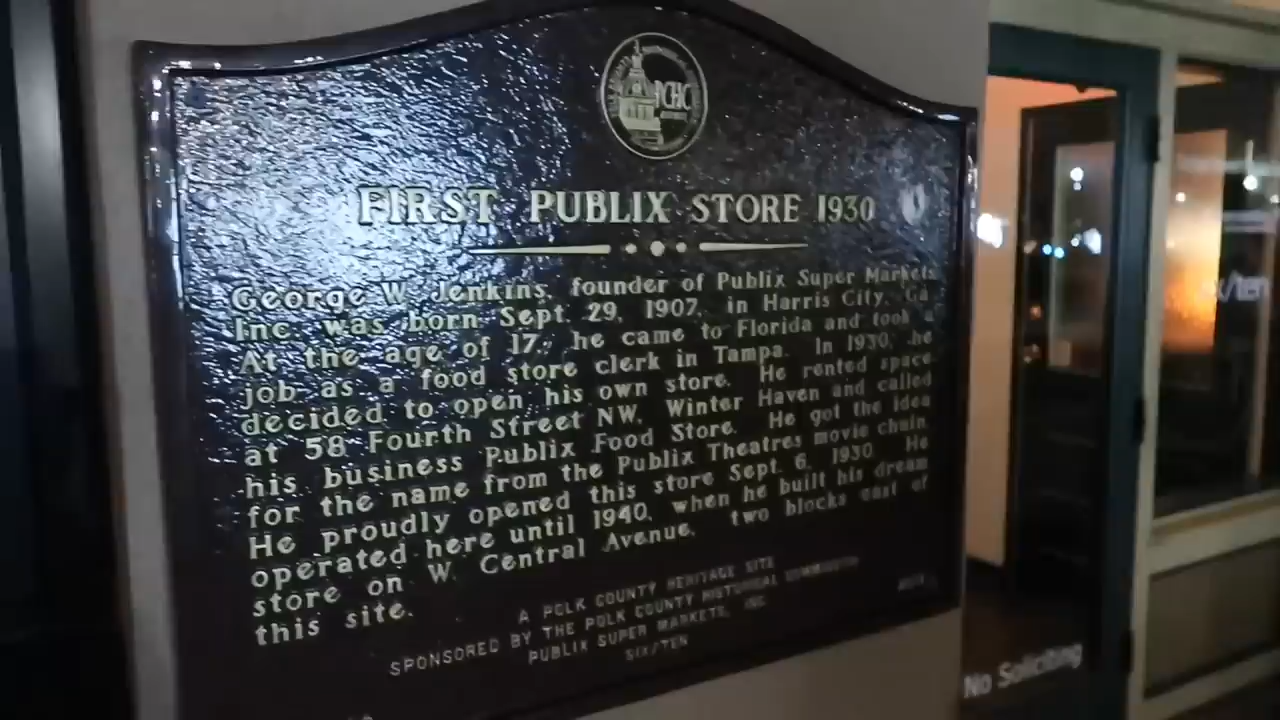 PCHC
FIRST PUBLIX STORE 1930
George W. Jenkins, founder of Publix Super Markets
Inc. was born Sept. 29, 1907, in Harris City, Ga
At the age of 17, he came to Florida and took a
job as a food store clerk in Tampa. In 1930, he
decided to open his own store. He rented space
at 58 Fourth Street NW, Winter Haven and called
his business Publix Food Store. He got the idea
for the name from the Publix Theatres movie chain.
He proudly opened this store Sept. 6, 1930. He
operated here until 1940, when he built his dream
store on W. Central Avenue, two blocks east of
this site.
A POLK COUNTY HERITAGE SITE
SPONSORED BY THE POLK COUNTY HISTORICAL COMMISSION
PUBLIX SUPER MARKETS, INC
SIX/TEN
x/ten
No Soliciting